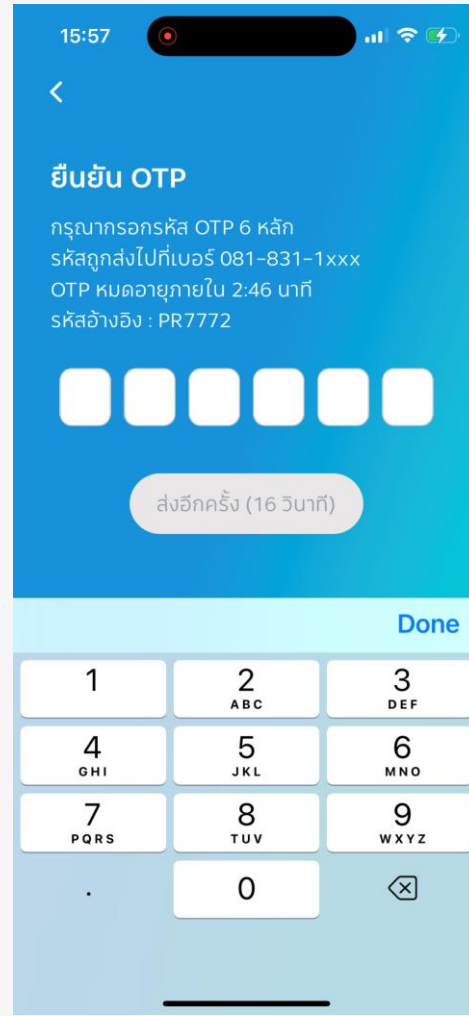 15:57
ยืนยัน OTP
กรุณากรอกรหัส OTP 6 หลัก
รหัสถูกส่งไปที่เบอร์ 081-831-1xxx
OTP หมดอายุภายใน 2:46 นาที
รหัสอ้างอิง : PR7772
ส่งอีกครั้ง (16 วินาที)
Done
1 2 3
ABC DEF
4 5 6
GHI JKL MNO
7 8 9
PQRS TUV WXYZ
. 0